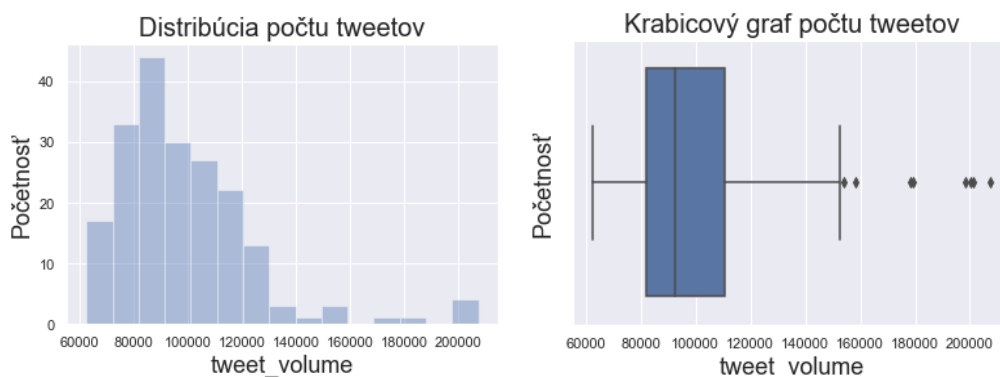 Distribúcia počtu tweetov
Početnosť
40
30
20
10
0
60000 80000 100000 120000 140000 160000 180000 200000
tweet_volume
Krabicový graf počtu tweetov
Početnosť
60000 80000 100000 120000 140000 160000 180000 200000
tweet_volume